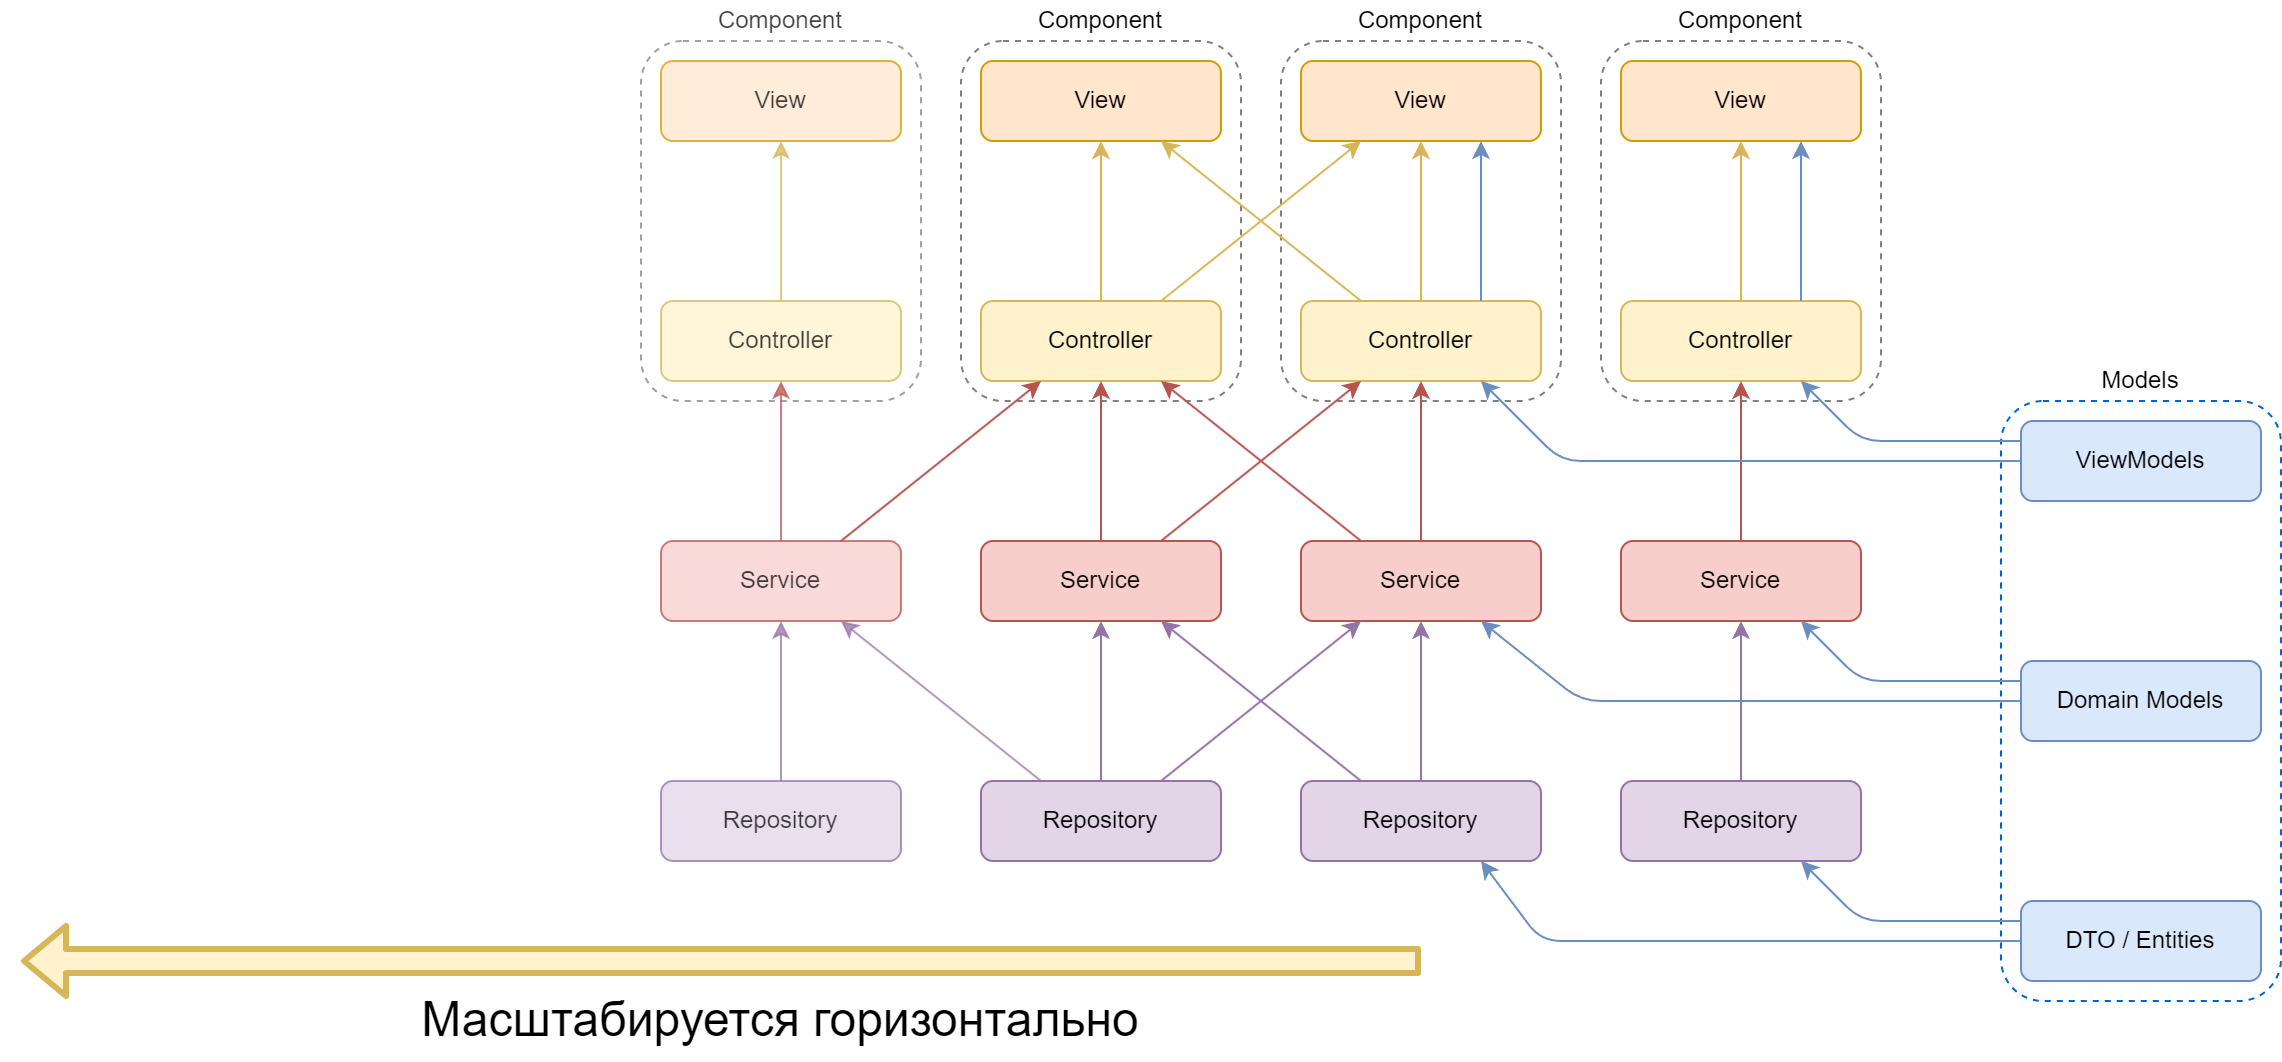 Component
Component
Component
Component
View
View
View
View
Controller
Controller
Controller
Controller
Models
ViewModels
Service
Service
Service
Service
Domain Models
Repository
Repository
Repository
Repository
DTO / Entities
Масштабируется горизонтально